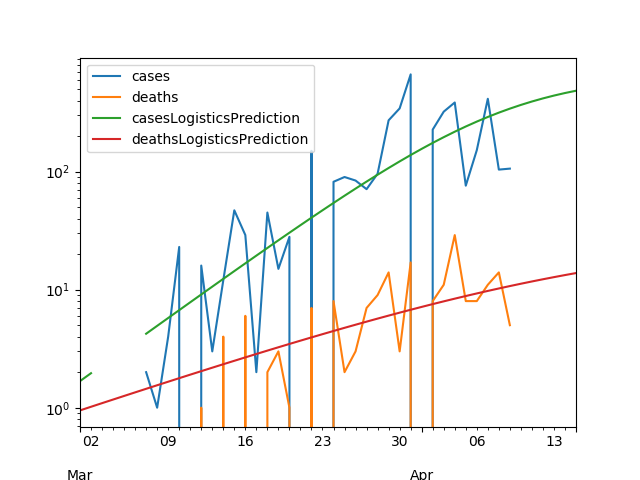 cases
deaths
casesLogisticsPrediction
deathsLogisticsPrediction
10²
10¹
10⁰
02 09 16 23 30 06 13
Mar Apr